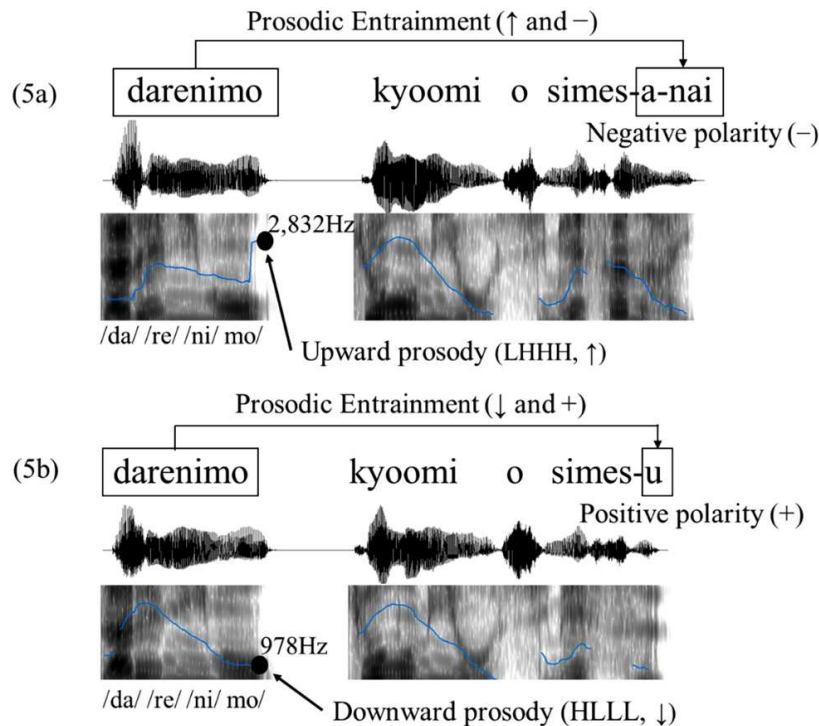 Prosodic Entrainment (↑ and −)
(5a) darenimo kyoomi o simes-a-nai
Negative polarity (−)
2,832Hz
/da/ /re/ /ni/ mo/
Upward prosody (LHHH, ↑)
Prosodic Entrainment (↓ and +)
(5b) darenimo kyoomi o simes-u
Positive polarity (+)
978Hz
/da/ /re/ /ni/ mo/
Downward prosody (HLLL, ↓)